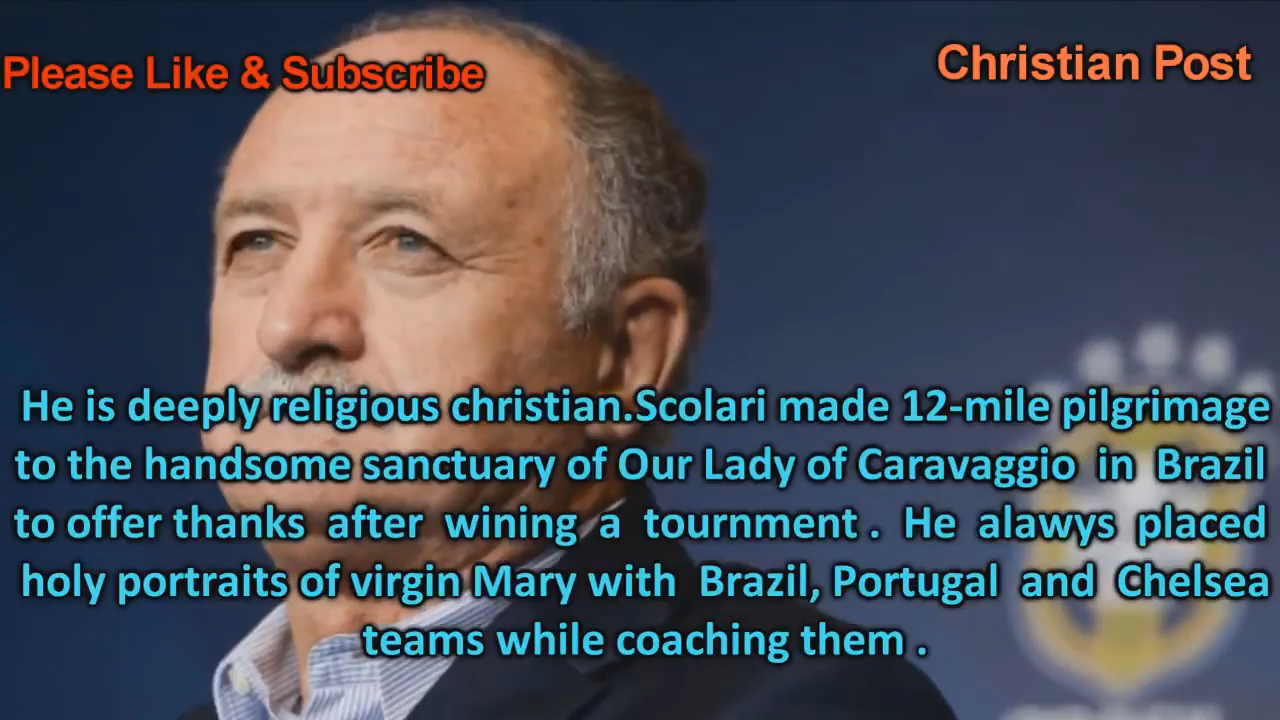 Please Like & Subscribe
Christian Post
He is deeply religious christian.Scolari made 12-mile pilgrimage
to the handsome sanctuary of Our Lady of Caravaggio in Brazil
to offer thanks after wining a tournment . He alawys placed
holy portraits of virgin Mary with Brazil, Portugal and Chelsea
teams while coaching them .